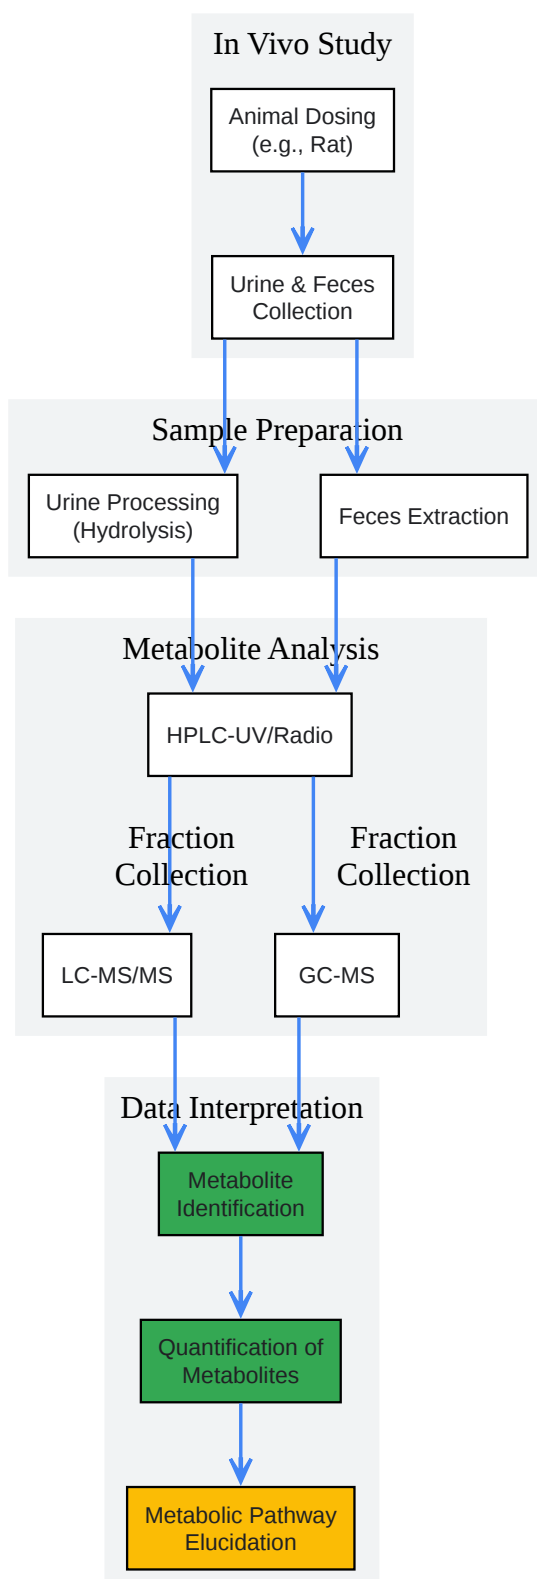 In Vivo Study
Animal Dosing
(e.g., Rat)
Urine & Feces
Collection
Sample Preparation
Urine Processing
(Hydrolysis)
Feces Extraction
Metabolite Analysis
HPLC-UV/Radio
Fraction
Collection
Fraction
Collection
LC-MS/MS
GC-MS
Data Interpretation
Metabolite
Identification
Quantification of
Metabolites
Metabolic Pathway
Elucidation